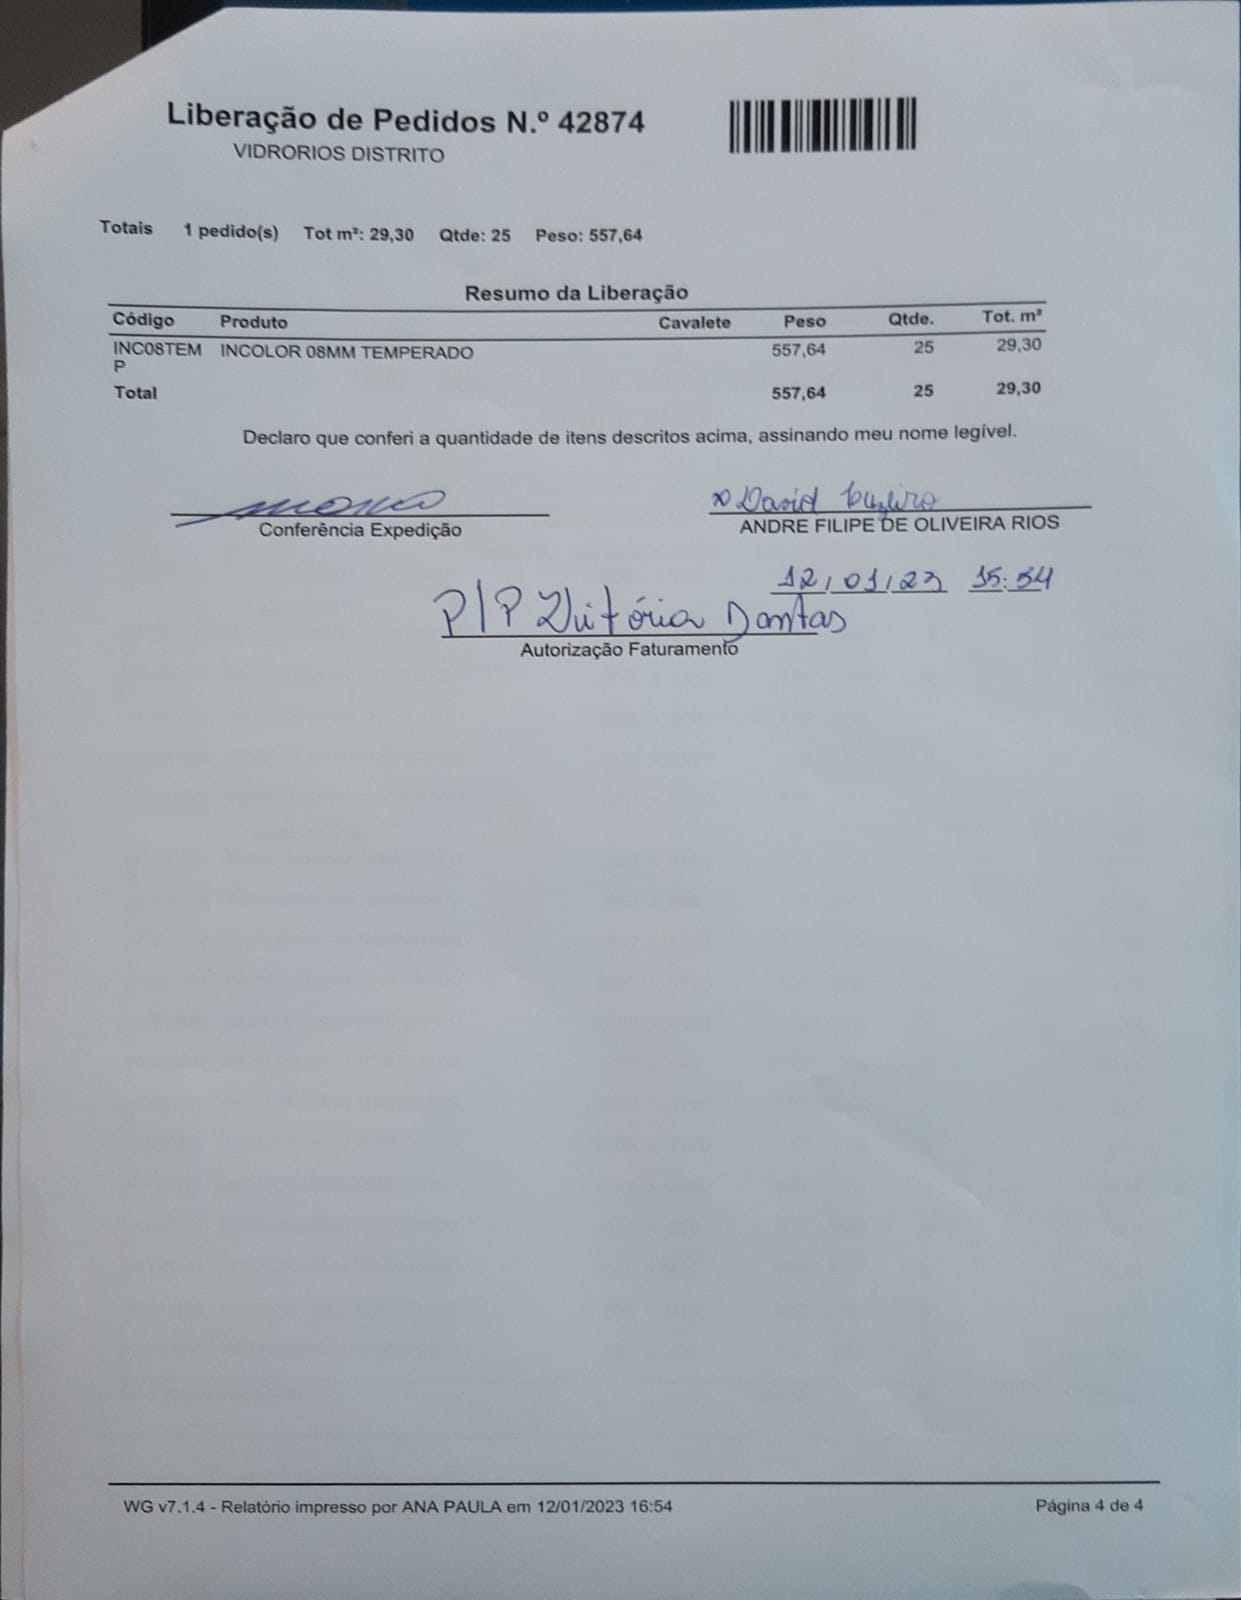 Liberação de Pedidos N.º 42874
VIDRORIOS DISTRITO
Totais 1 pedido(s) Tot m²: 29,30 Qtde: 25 Peso: 557,64
Resumo da Liberação
Código Produto Cavalete Peso Qtde. Tot. m²
INC08TEM INCOLOR 08MM TEMPERADO 557,64 25 29,30
P
Total 557,64 25 29,30
Declaro que conferi a quantidade de itens descritos acima, assinando meu nome legível.
David
Conferência Expedição ANDRE FILIPE DE OLIVEIRA RIOS
12/01/23 15:54
P/P Vitória Dantas
Autorização Faturamento
WG v7.1.4 - Relatório impresso por ANA PAULA em 12/01/2023 16:54 Página 4 de 4